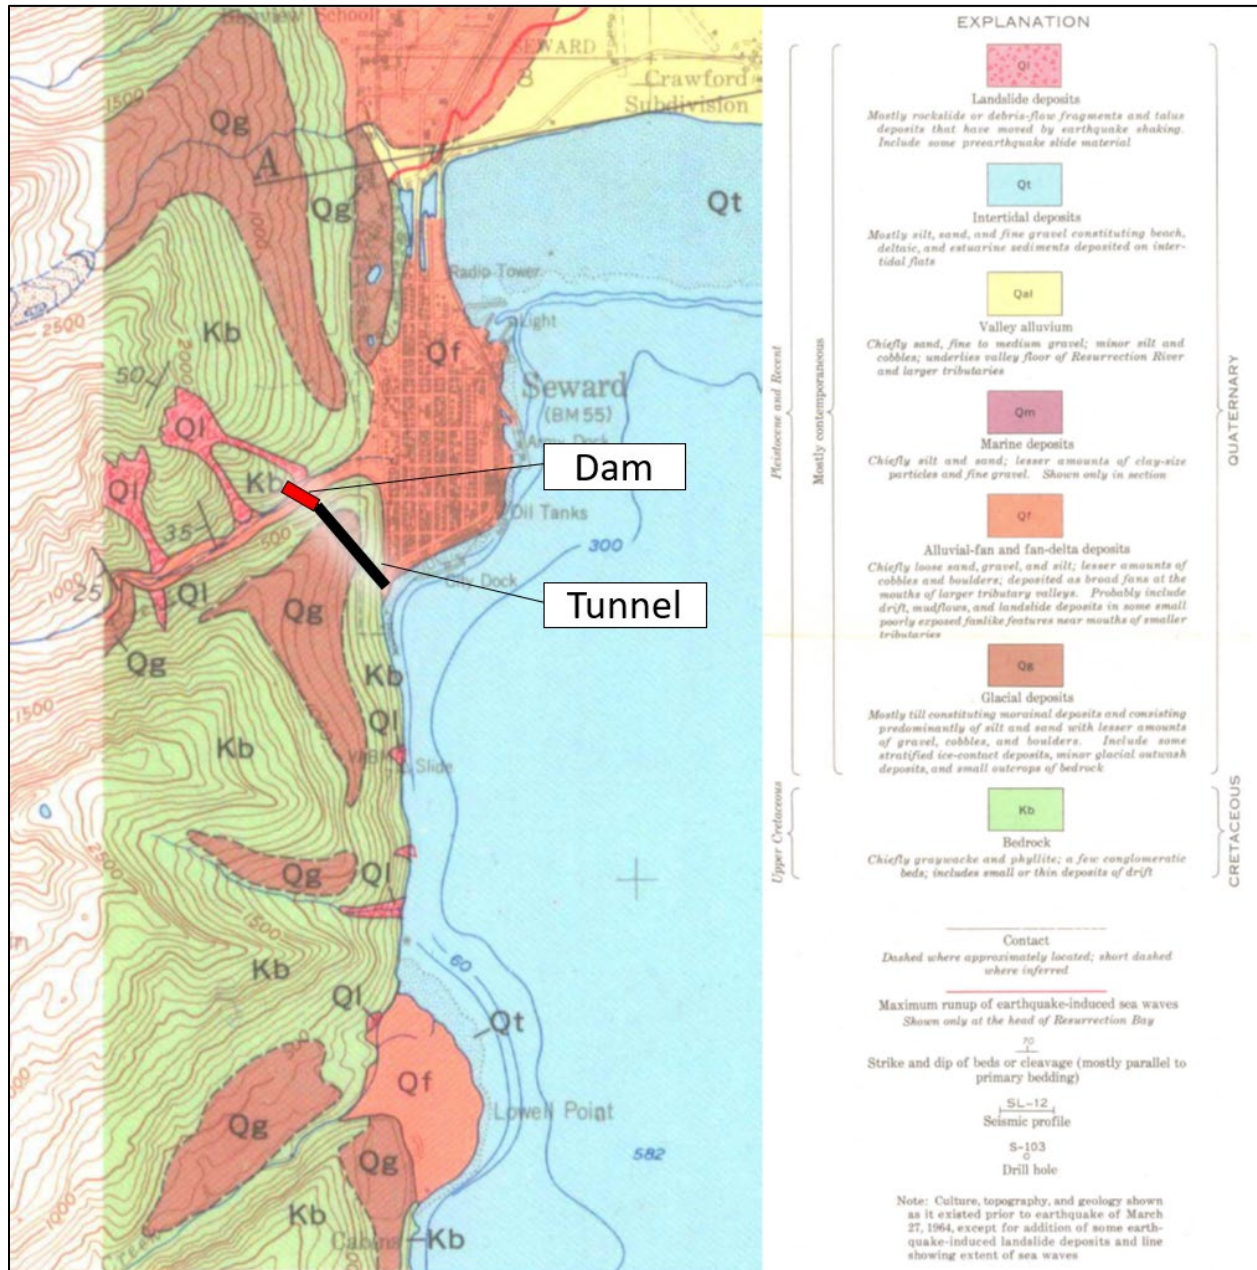 Bayview School
1500
SEWARD
3
Crawford
Subdivision
Qg
A
Qg
1000
Qt
Radio Tower
2500
Kb
2000
Light
Qf
50
Seward
(BM 55)
Army Dock
Ql
Dam
Ql
Kb
Oil Tanks
35
500
300
1000
25
Ql
City Dock
Qg
Tunnel
Qg
Kb
1500
Ql
Kb
Slide
2500
Qg
Ql
1500
Kb
60
Ql
Qt
500
Qf
Lowell Point
Qg
Qg
582
1000
Kb
Cabins
Kb
Creek
EXPLANATION
Ql
Landslide deposits
Mostly rockslide or debris-flow fragments and talus
deposits that have moved by earthquake shaking.
Include some preearthquake slide material
Qt
Intertidal deposits
Mostly silt, sand, and fine gravel constituting beach,
deltaic, and estuarine sediments deposited on inter-
tidal flats
Qal
Valley alluvium
Chiefly sand, fine to medium gravel; minor silt and
cobbles; underlies valley floor of Resurrection River
and larger tributaries
Qm
Marine deposits
Chiefly silt and sand; lesser amounts of clay-size
particles and fine gravel. Shown only in section
Qf
Alluvial-fan and fan-delta deposits
Chiefly loose sand, gravel, and silt; lesser amounts of
cobbles and boulders; deposited as broad fans at the
mouths of larger tributary valleys. Probably include
drift, mudflows, and landslide deposits in some small
poorly exposed fanlike features near mouths of smaller
tributaries
Qg
Glacial deposits
Mostly till constituting morainal deposits and consisting
predominantly of silt and sand with lesser amounts
of gravel, cobbles, and boulders. Include some
stratified ice-contact deposits, minor glacial outwash
deposits, and small outcrops of bedrock
Kb
Bedrock
Chiefly graywacke and phyllite; a few conglomeratic
beds; includes small or thin deposits of drift
Pleistocene and Recent
Mostly contemporaneous
QUATERNARY
Upper Cretaceous
CRETACEOUS
Contact
Dashed where approximately located; short dashed
where inferred
Maximum runup of earthquake-induced sea waves
Shown only at the head of Resurrection Bay
70
Strike and dip of beds or cleavage (mostly parallel to
primary bedding)
SL-12
Seismic profile
S-103
Drill hole
Note: Culture, topography, and geology shown
as it existed prior to earthquake of March
27, 1964, except for addition of some earth-
quake-induced landslide deposits and line
showing extent of sea waves